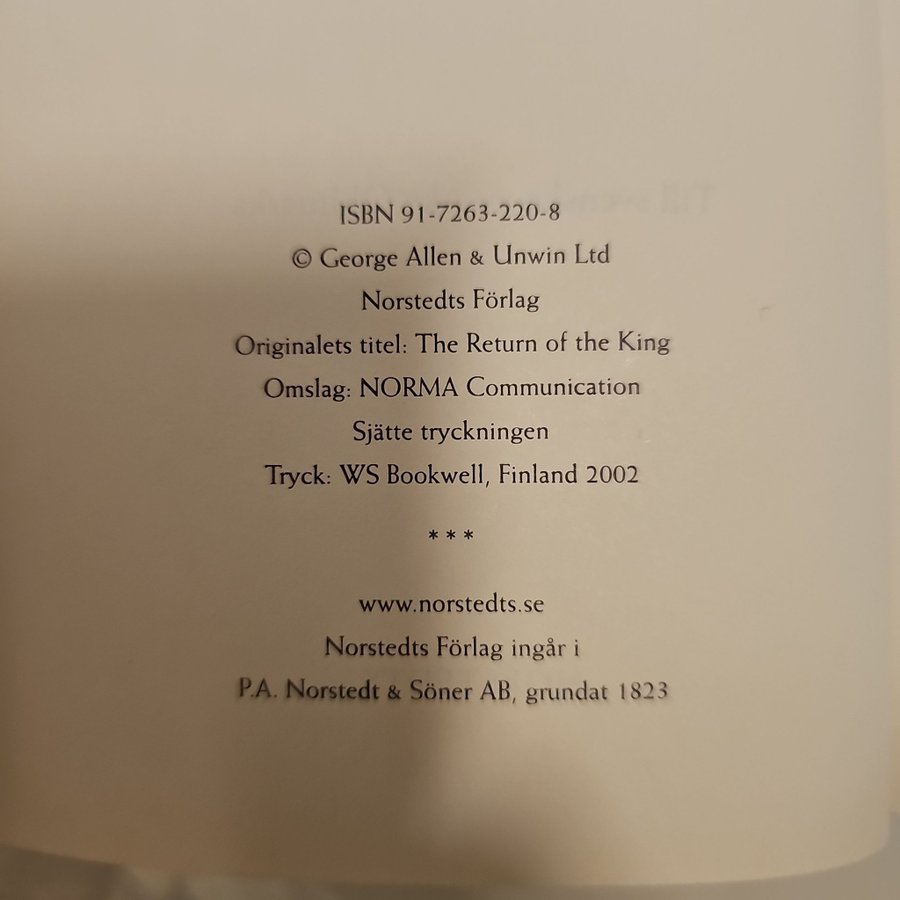 ISBN 91-7263-220-8
© George Allen & Unwin Ltd
Norstedts Förlag
Originalets titel: The Return of the King
Omslag: NORMA Communication
Sjätte tryckningen
Tryck: WS Bookwell, Finland 2002
* * *
www.norstedts.se
Norstedts Förlag ingår i
P.A. Norstedt & Söner AB, grundat 1823